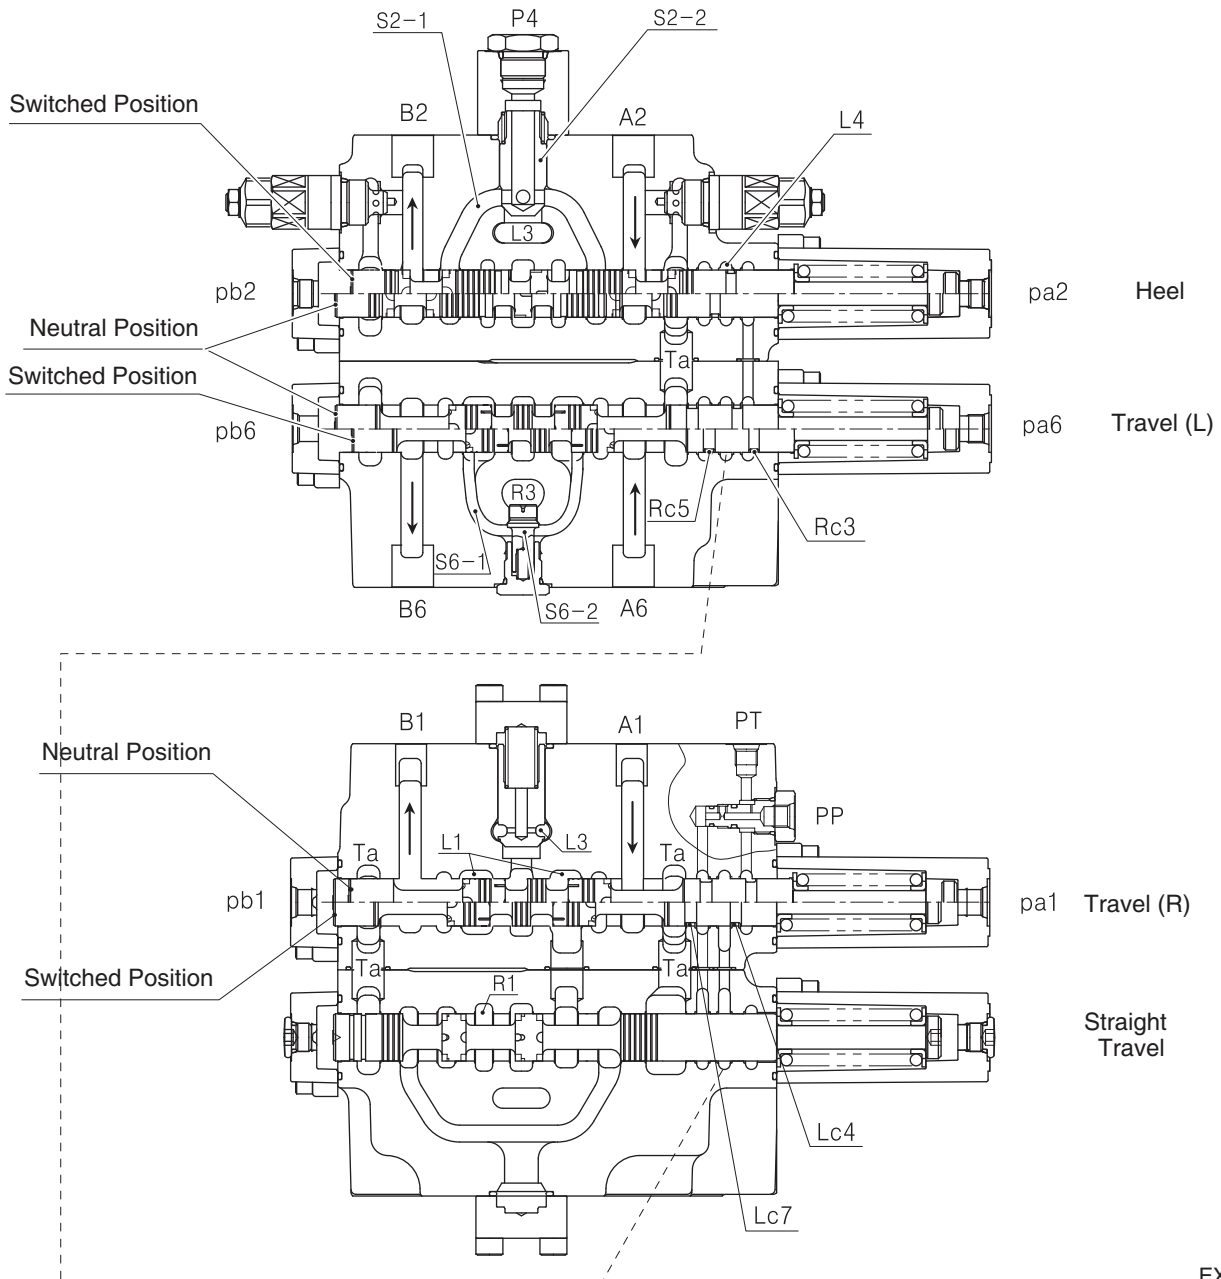 S2-1 P4 S2-2
Switched Position
B2 A2 L4
L3
pb2 pa2 Heel
Neutral Position
Ta
Switched Position
pb6 pa6 Travel (L)
R3 Rc5 Rc3
S6-1
B6 S6-2 A6
B1 A1 PT
Neutral Position
PP
Ta L1 L3 Ta
pb1 pa1 Travel (R)
Switched Position
Ta R1 Ta
Straight
Travel
Lc4
Lc7